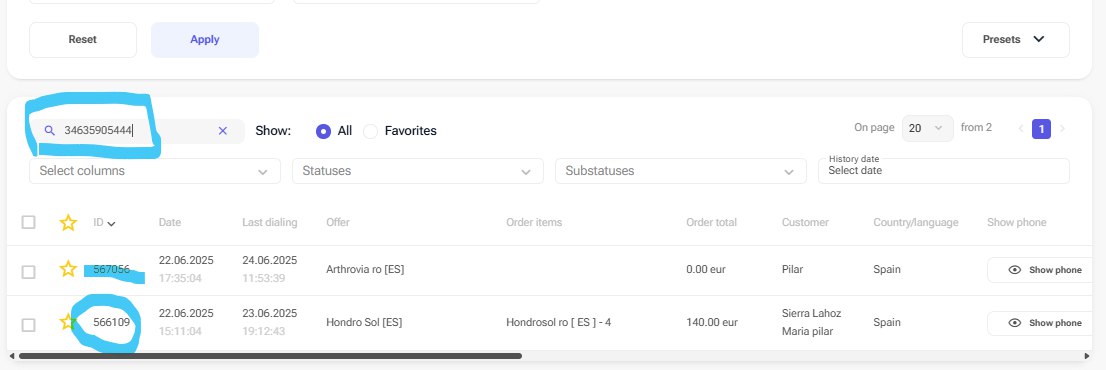 Reset
Apply
Presets
34635905444
Show:
All
Favorites
On page
20
from 2
1
Select columns
Statuses
Substatuses
History date
Select date
ID
Date
Last dialing
Offer
Order items
Order total
Customer
Country/language
Show phone
567056
22.06.2025
17:35:04
24.06.2025
11:53:39
Arthrovia ro [ES]
0.00 eur
Pilar
Spain
Show phone
566109
22.06.2025
15:11:04
23.06.2025
19:12:43
Hondro Sol [ES]
Hondrosol ro [ ES ] - 4
140.00 eur
Sierra Lahoz
Maria pilar
Spain
Show phone